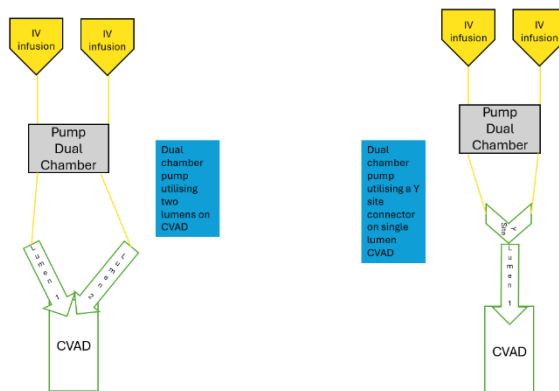 IV
infusion
IV
infusion
Pump
Dual
Chamber
Dual
chamber
pump
utilising
two
lumens on
CVAD
Lumen 1
Lumen 2
CVAD
IV
infusion
IV
infusion
Pump
Dual
Chamber
Dual
chamber
pump
utilising a Y
site
connector
on single
lumen
CVAD
Y
Lumen 1
CVAD